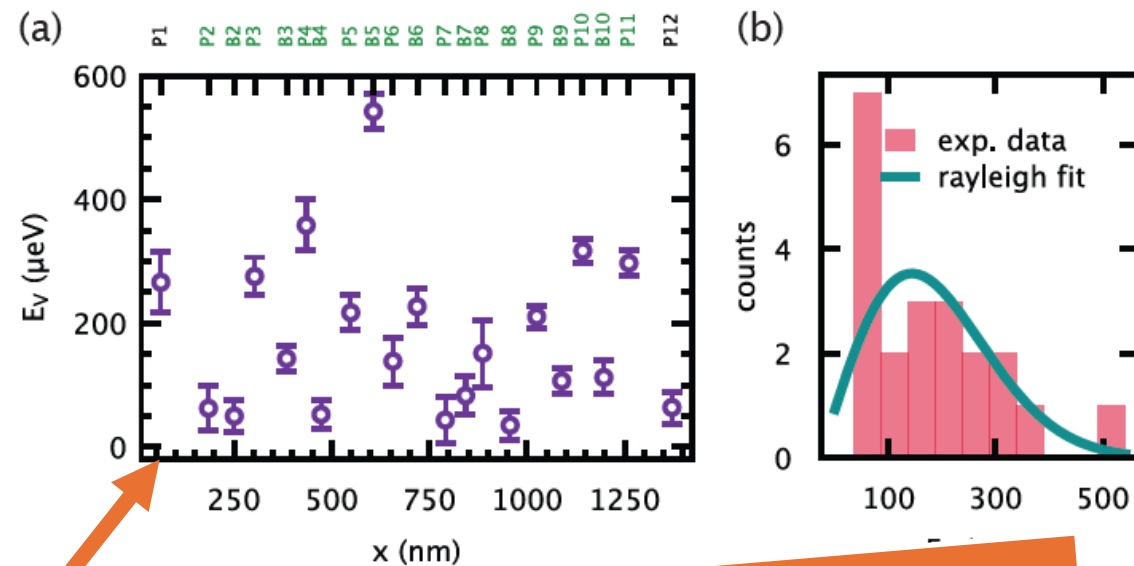 (a)
P1 P2 B2 P3 B3 P4 B4 P5 B5 P6 B6 P7 B7 P8 B8 P9 B9 P10 B10 P11 P12
600
400
200
0
Eᵥ (µeV)
250 500 750 1000 1250
x (nm)
(b)
exp. data
rayleigh fit
6
4
2
0
counts
100 300 500